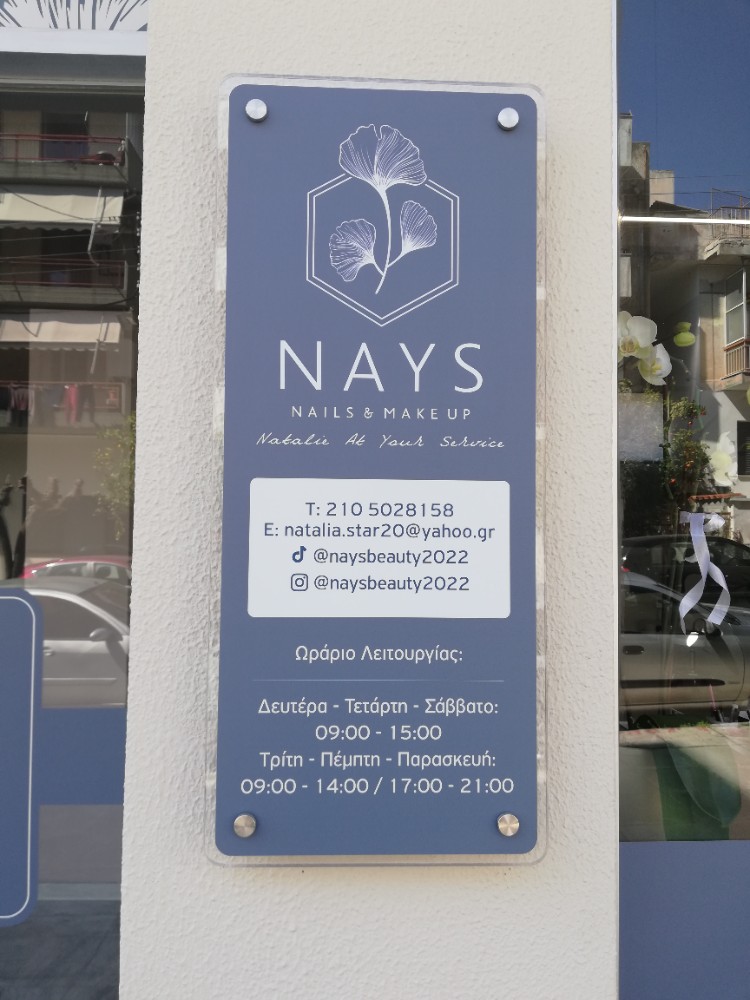 NAYS
NAILS & MAKE UP
Natalie At Your Service
T: 210 5028158
E: natalia.star20@yahoo.gr
@naysbeauty2022
@naysbeauty2022
Ωράριο Λειτουργίας:
Δευτέρα - Τετάρτη - Σάββατο:
09:00 - 15:00
Τρίτη - Πέμπτη - Παρασκευή:
09:00 - 14:00 / 17:00 - 21:00